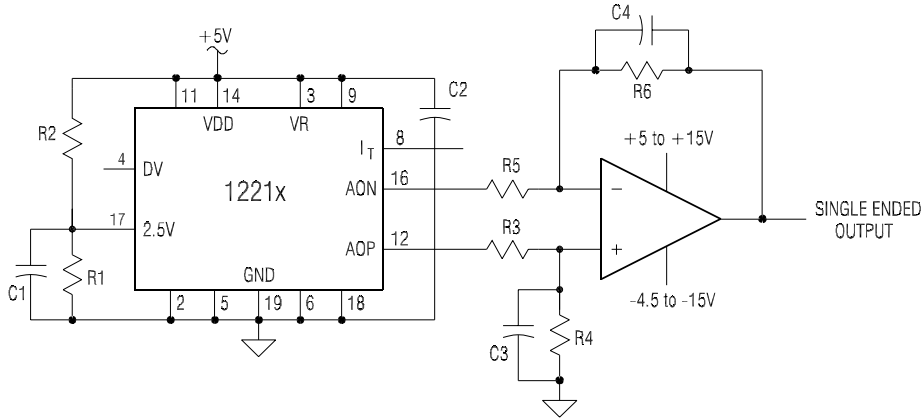 C4
+5V
R6
11 14 3 9
C2
VDD VR
R2
+5 to +15V
I_T 8
4 DV
R5
1221x
AON 16
−
17 2.5V
R3
SINGLE ENDED
OUTPUT
AOP 12
+
GND
C1 R1
-4.5 to -15V
2 5 19 6 18
C3 R4